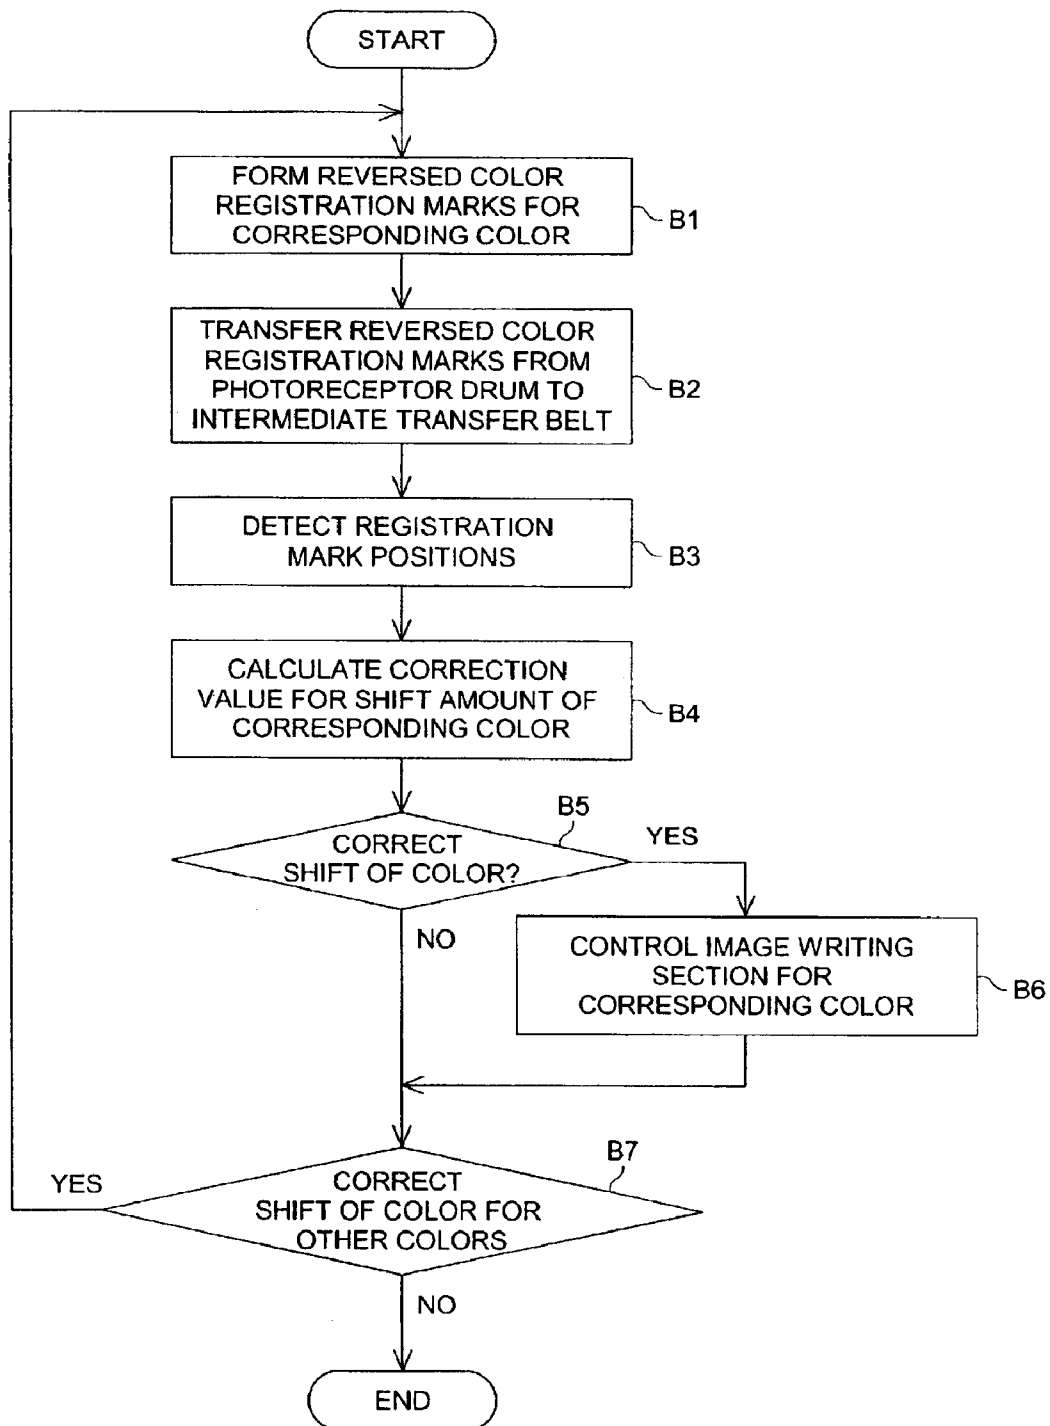 START
FORM REVERSED COLOR
REGISTRATION MARKS FOR
CORRESPONDING COLOR
B1
TRANSFER REVERSED COLOR
REGISTRATION MARKS FROM
PHOTORECEPTOR DRUM TO
INTERMEDIATE TRANSFER BELT
B2
DETECT REGISTRATION
MARK POSITIONS
B3
CALCULATE CORRECTION
VALUE FOR SHIFT AMOUNT OF
CORRESPONDING COLOR
B4
B5
CORRECT
SHIFT OF COLOR?
YES
NO
CONTROL IMAGE WRITING
SECTION FOR
CORRESPONDING COLOR
B6
B7
YES
CORRECT
SHIFT OF COLOR FOR
OTHER COLORS
NO
END